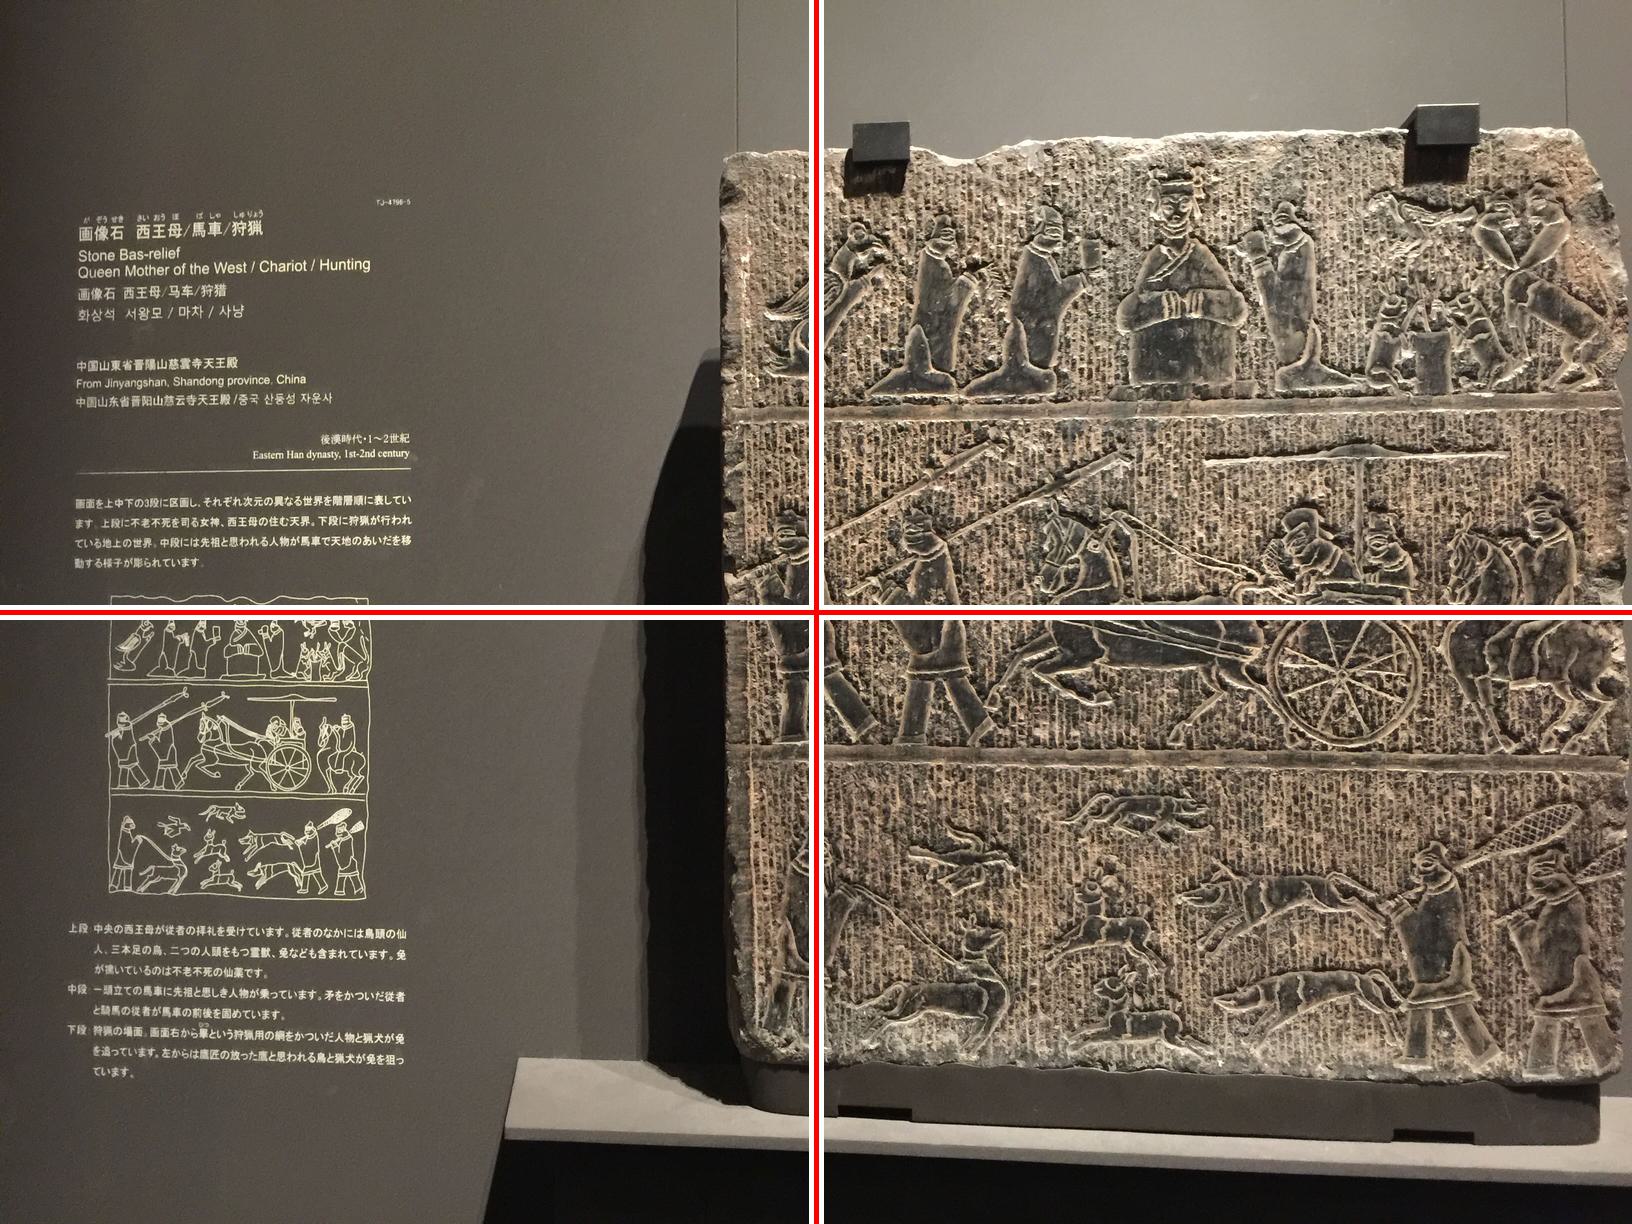 TJ-4796-5
がぞうせき さいおうぼ ばしゃ しゅりょう
画像石 西王母/馬車/狩猟
Stone Bas-relief
Queen Mother of the West / Chariot / Hunting
画像石 西王母/马车/狩猎
화상석 서왕모 / 마차 / 사냥
中国山東省晋陽山慈雲寺天王殿
From Jinyangshan, Shandong province, China
中国山东省晋阳山慈云寺天王殿/중국 산둥성 자운사
後漢時代・1～2世紀
Eastern Han dynasty, 1st-2nd century
画面を上中下の3段に区画し、それぞれ次元の異なる世界を階層順に表してい
ます。上段に不老不死を司る女神、西王母の住む天界。下段に狩猟が行われ
ている地上の世界。中段には先祖と思われる人物が馬車で天地のあいだを移
動する様子が彫られています。
上段 中央の西王母が従者の拝礼を受けています。従者のなかには鳥頭の仙
人、三本足の烏、二つの人頭をもつ霊獣、兔なども含まれています。兔
が搗いているのは不老不死の仙薬です。
中段 一頭立ての馬車に先祖と思しき人物が乗っています。矛をかついだ従者
と騎馬の従者が馬車の前後を固めています。
下段 狩猟の場面。画面右から畢という狩猟用の網をかついだ人物と猟犬が兔
を追っています。左からは鷹匠の放った鷹と思われる鳥と猟犬が兔を狙っ
ています。